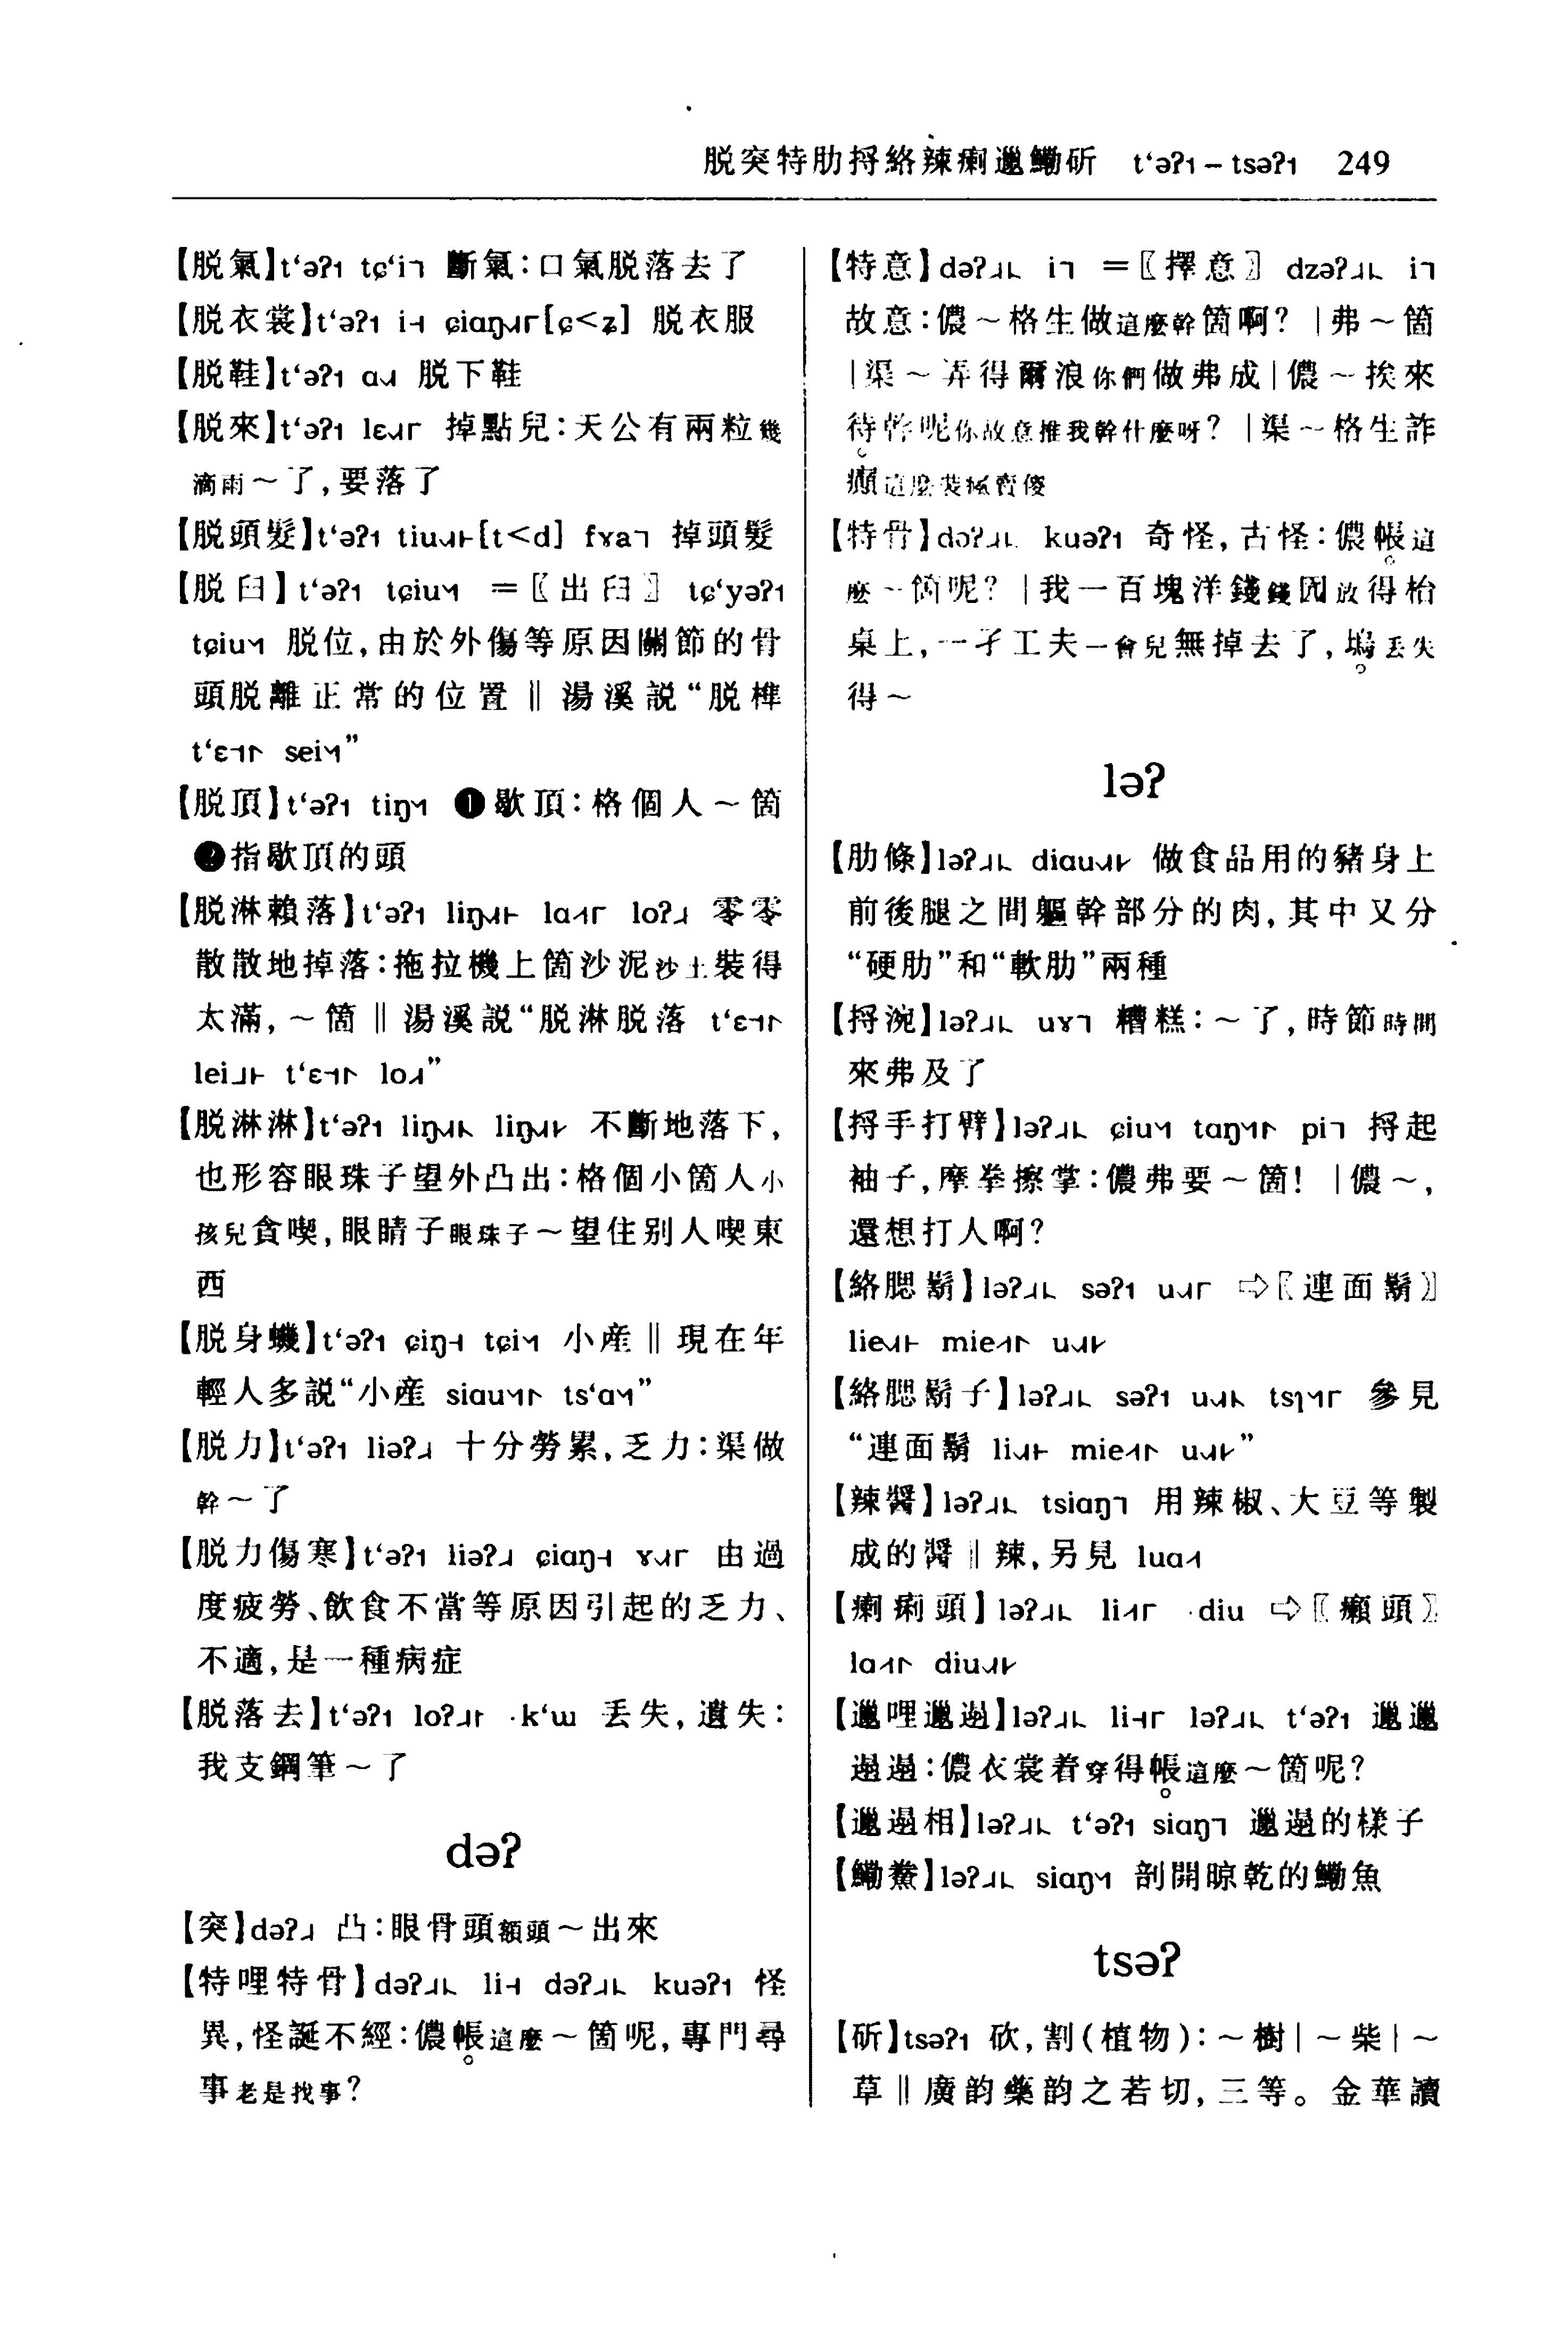 脱突特肋捋絡辣瘌邋鰳斫 t‘əʔ˥ – tsəʔ˥ 249
【脱氣】t‘əʔ˥ tɕ‘i˥ 斷氣：口氣脱落去了
【脱衣裳】t‘əʔ˥ i ɕiɑŋ[ɕ<ʑ] 脱衣服
【脱鞋】t‘əʔ˥ ɑ 脱下鞋
【脱來】t‘əʔ˥ lɛ 掉點兒：天公有兩粒幾
滴雨～了，要落了
【脱頭髮】t‘əʔ˥ tiu[t<d] fɤa˥ 掉頭髮
【脱臼】t‘əʔ˥ tɕiu ＝〖出臼〗 tɕ‘yəʔ˥
tɕiu 脱位，由於外傷等原因關節的骨
頭脱離正常的位置‖湯溪説“脱榫
t‘ɛ sei”
【脱頂】t‘əʔ˥ tiŋ ❶歇頂：格個人～箇
❷指歇頂的頭
【脱淋賴落】t‘əʔ˥ liŋ lɑ loʔ 零零
散散地掉落：拖拉機上箇沙泥沙土裝得
太滿，～箇‖湯溪説“脱淋脱落 t‘ɛ
lei t‘ɛ lo”
【脱淋淋】t‘əʔ˥ liŋ liŋ 不斷地落下，
也形容眼珠子望外凸出：格個小箇人小
孩兒貪喫，眼睛子眼珠子～望住别人喫東
西
【脱身蟣】t‘əʔ˥ ɕiŋ tɕi 小産‖現在年
輕人多説“小産 siau ts‘ɑ”
【脱力】t‘əʔ˥ liəʔ 十分勞累，乏力：渠做
幹～了
【脱力傷寒】t‘əʔ˥ liəʔ ɕiɑŋ ɤ 由過
度疲勞、飲食不當等原因引起的乏力、
不適，是一種病症
【脱落去】t‘əʔ˥ loʔ ·k‘ɯ 丢失，遺失：
我支鋼筆～了
dəʔ
【突】dəʔ 凸：眼骨頭額頭～出來
【特哩特骨】dəʔ li dəʔ kuəʔ˥ 怪
異，怪誕不經：儂帳這麼～箇呢，專門尋
事老是找事？
【特意】dəʔ i˥ ＝〖擇意〗 dzəʔ i˥
故意：儂～格生做這麼幹箇啊？｜弗～箇
｜渠～弄得爾浪你們做弗成｜儂～挨來
待幹呢你故意推我幹什麼呀？｜渠～格生詐
癲這麼裝瘋賣傻
【特骨】dəʔ kuəʔ˥ 奇怪，古怪：儂帳這
麼～箇呢？｜我一百塊洋錢錢囥放得枱
桌上，一孑工夫一會兒無掉去了，塢丢失
得～
ləʔ
【肋條】ləʔ diau 做食品用的豬身上
前後腿之間軀幹部分的肉，其中又分
“硬肋”和“軟肋”兩種
【捋涴】ləʔ uɤ˥ 糟糕：～了，時節時間
來弗及了
【捋手打臂】ləʔ ɕiu tɑŋ pi˥ 捋起
袖子，摩拳擦掌：儂弗要～箇！｜儂～，
還想打人啊？
【絡腮鬍】ləʔ səʔ˥ u ⇨〖連面鬍〗
lie mie u
【絡腮鬍子】ləʔ səʔ˥ u tsɿ 參見
“連面鬍 li mie u”
【辣醬】ləʔ tsiɑŋ˥ 用辣椒、大豆等製
成的醬‖辣，另見 luɑ
【瘌痢頭】ləʔ li ·diu ⇨〖癩頭〗
lɑ diu
【邋哩邋遢】ləʔ li ləʔ t‘əʔ˥ 邋邋
遢遢：儂衣裳着穿得帳這麼～箇呢？
【邋遢相】ləʔ t‘əʔ˥ siɑŋ˥ 邋遢的樣子
【鰳鮝】ləʔ siɑŋ 剖開晾乾的鰳魚
tsəʔ
【斫】tsəʔ˥ 砍，割（植物）：～樹｜～柴｜～
草‖廣韵藥韵之若切，三等。金華讀